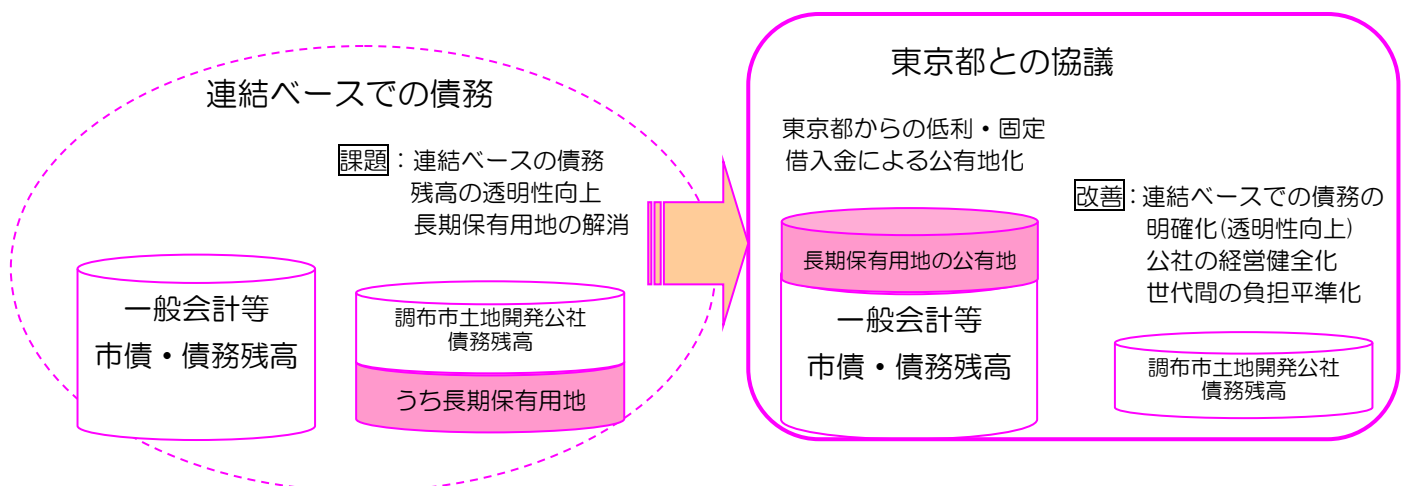 連結ベースでの債務
課題：連結ベースの債務
残高の透明性向上
長期保有用地の解消
一般会計等
市債・債務残高
調布市土地開発公社
債務残高
うち長期保有用地
東京都との協議
東京都からの低利・固定
借入金による公有地化
長期保有用地の公有地
一般会計等
市債・債務残高
改善：連結ベースでの債務の
明確化(透明性向上)
公社の経営健全化
世代間の負担平準化
調布市土地開発公社
債務残高